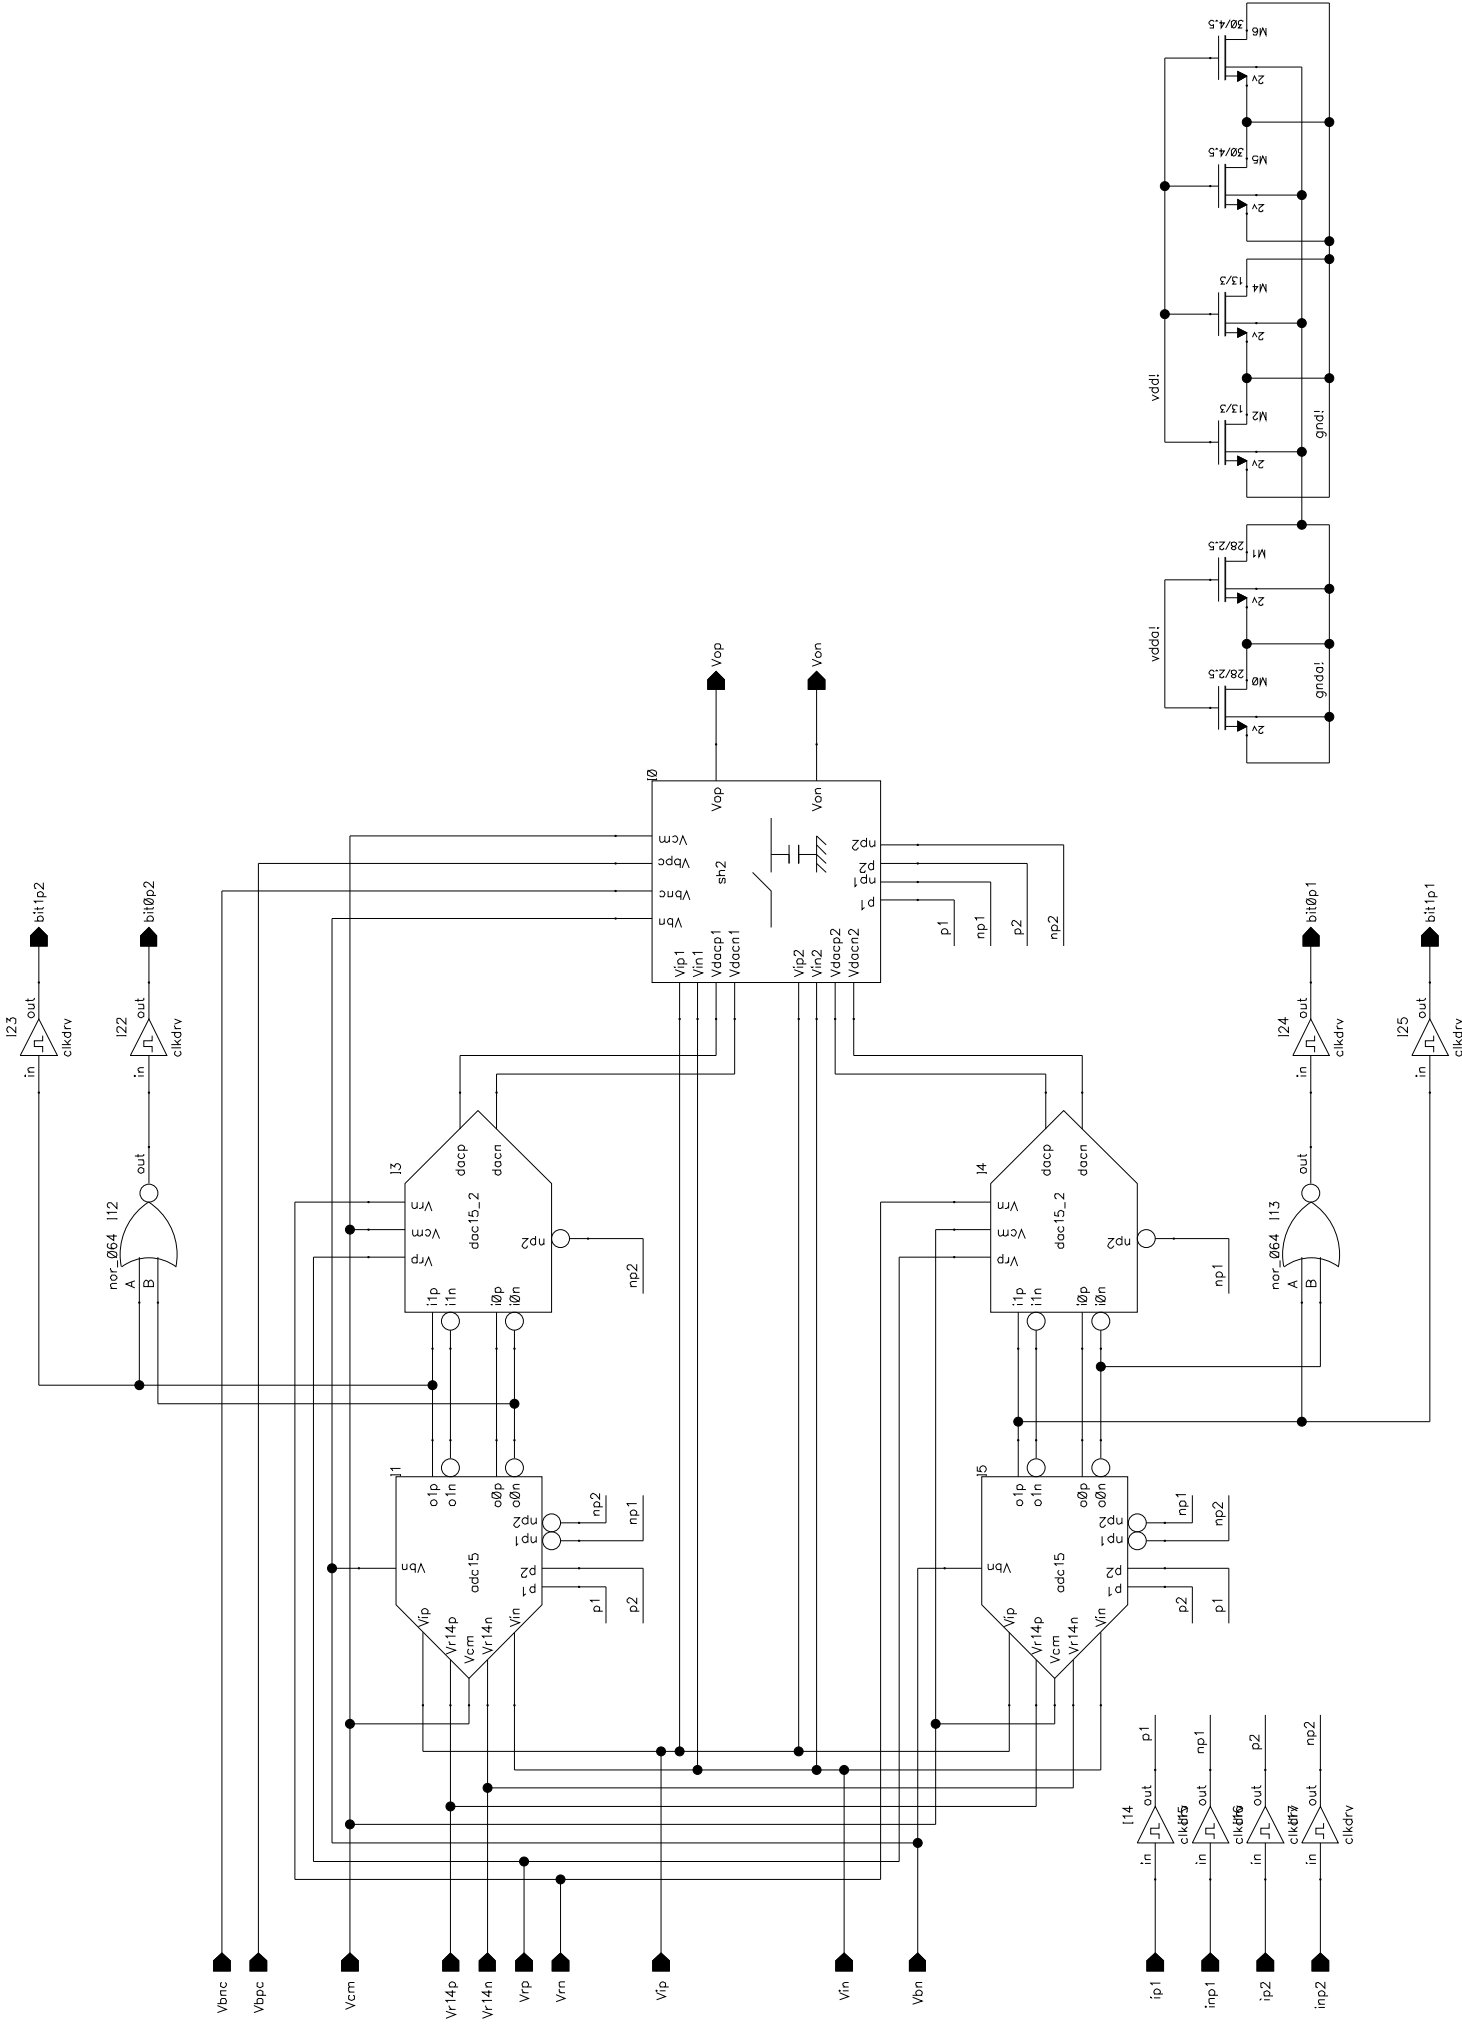 M6
30/4.5
2v
M5
30/4.5
2v
M4
13/3
2v
M2
13/3
2v
vdd!
gnd!
M1
28/2.5
2v
M0
28/2.5
2v
vdda!
gnda!
Vop
Von
I0
sh2
Vop
Von
Vcm
Vbpc
Vbnc
Vbn
np2
p2
np1
p1
Vip1
Vin1
Vdacp1
Vdacn1
Vip2
Vin2
Vdacp2
Vdacn2
p1
np1
p2
np2
bit1p2
bit0p2
I23
out
in
clkdrv
I22
out
in
clkdrv
out
nor_064
I12
A
B
bit0p1
bit1p1
I24
out
in
clkdrv
I25
out
in
clkdrv
out
nor_064
I13
A
B
I3
dac15_2
dacp
dacn
Vrn
Vcm
Vrp
np2
i1p
i1n
i0p
i0n
np2
I4
dac15_2
dacp
dacn
Vrn
Vcm
Vrp
np2
i1p
i1n
i0p
i0n
np1
I1
adc15
o1p
o1n
o0p
o0n
np2
np1
p2
p1
Vbn
Vip
Vr14p
Vcm
Vr14n
Vin
np2
np1
p1
p2
I5
adc15
o1p
o1n
o0p
o0n
np2
np1
p2
p1
Vbn
Vip
Vr14p
Vcm
Vr14n
Vin
np1
np2
p2
p1
p1
np1
p2
np2
I14
out
in
clkdrv
I15
out
in
clkdrv
I16
out
in
clkdrv
I17
out
in
clkdrv
Vbnc
Vbpc
Vcm
Vr14p
Vr14n
Vrp
Vrn
Vip
Vin
Vbn
ip1
inp1
ip2
inp2